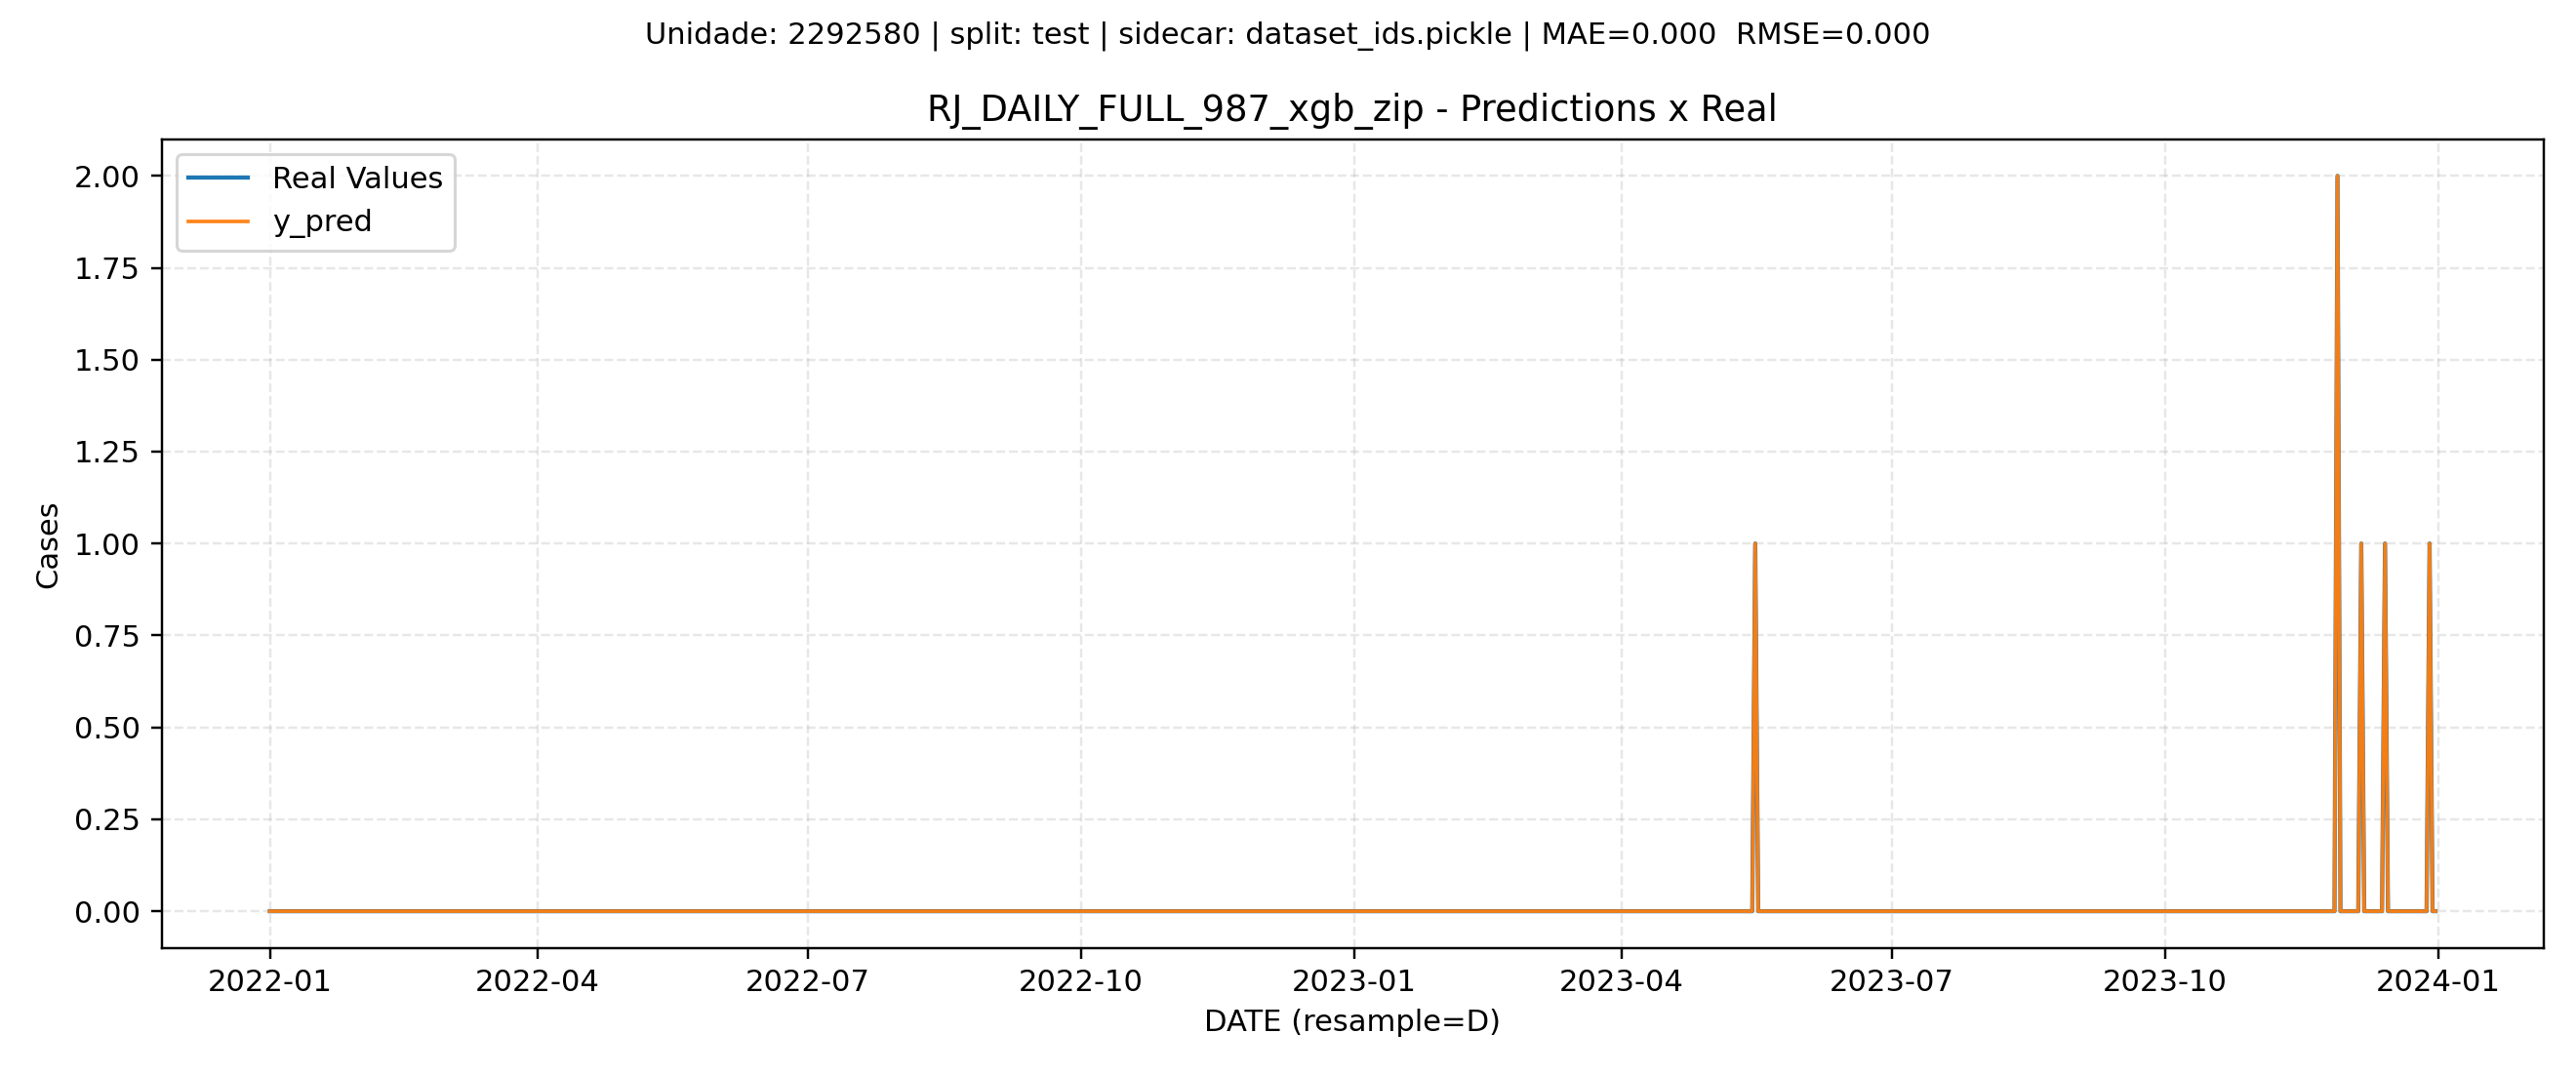 Unidade: 2292580 | split: test | sidecar: dataset_ids.pickle | MAE=0.000  RMSE=0.000
RJ_DAILY_FULL_987_xgb_zip - Predictions x Real
Real Values
y_pred
2.00
1.75
1.50
1.25
1.00
0.75
0.50
0.25
0.00
Cases
2022-01 2022-04 2022-07 2022-10 2023-01 2023-04 2023-07 2023-10 2024-01
DATE (resample=D)